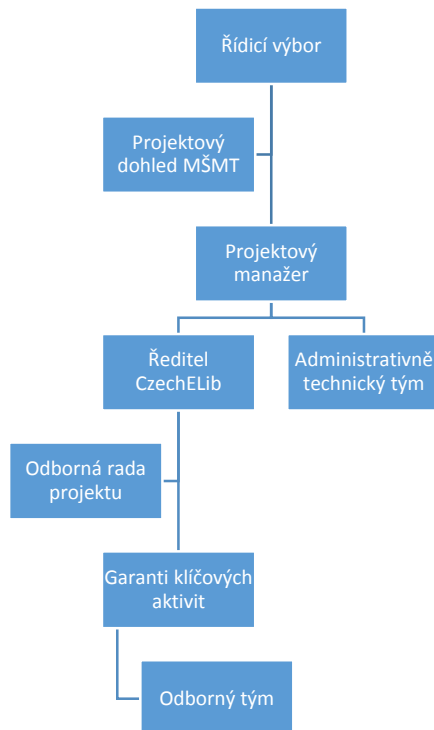 Řídicí výbor
Projektový
dohled MŠMT
Projektový
manažer
Ředitel
CzechELib
Administrativně
technický tým
Odborná rada
projektu
Garanti klíčových
aktivit
Odborný tým